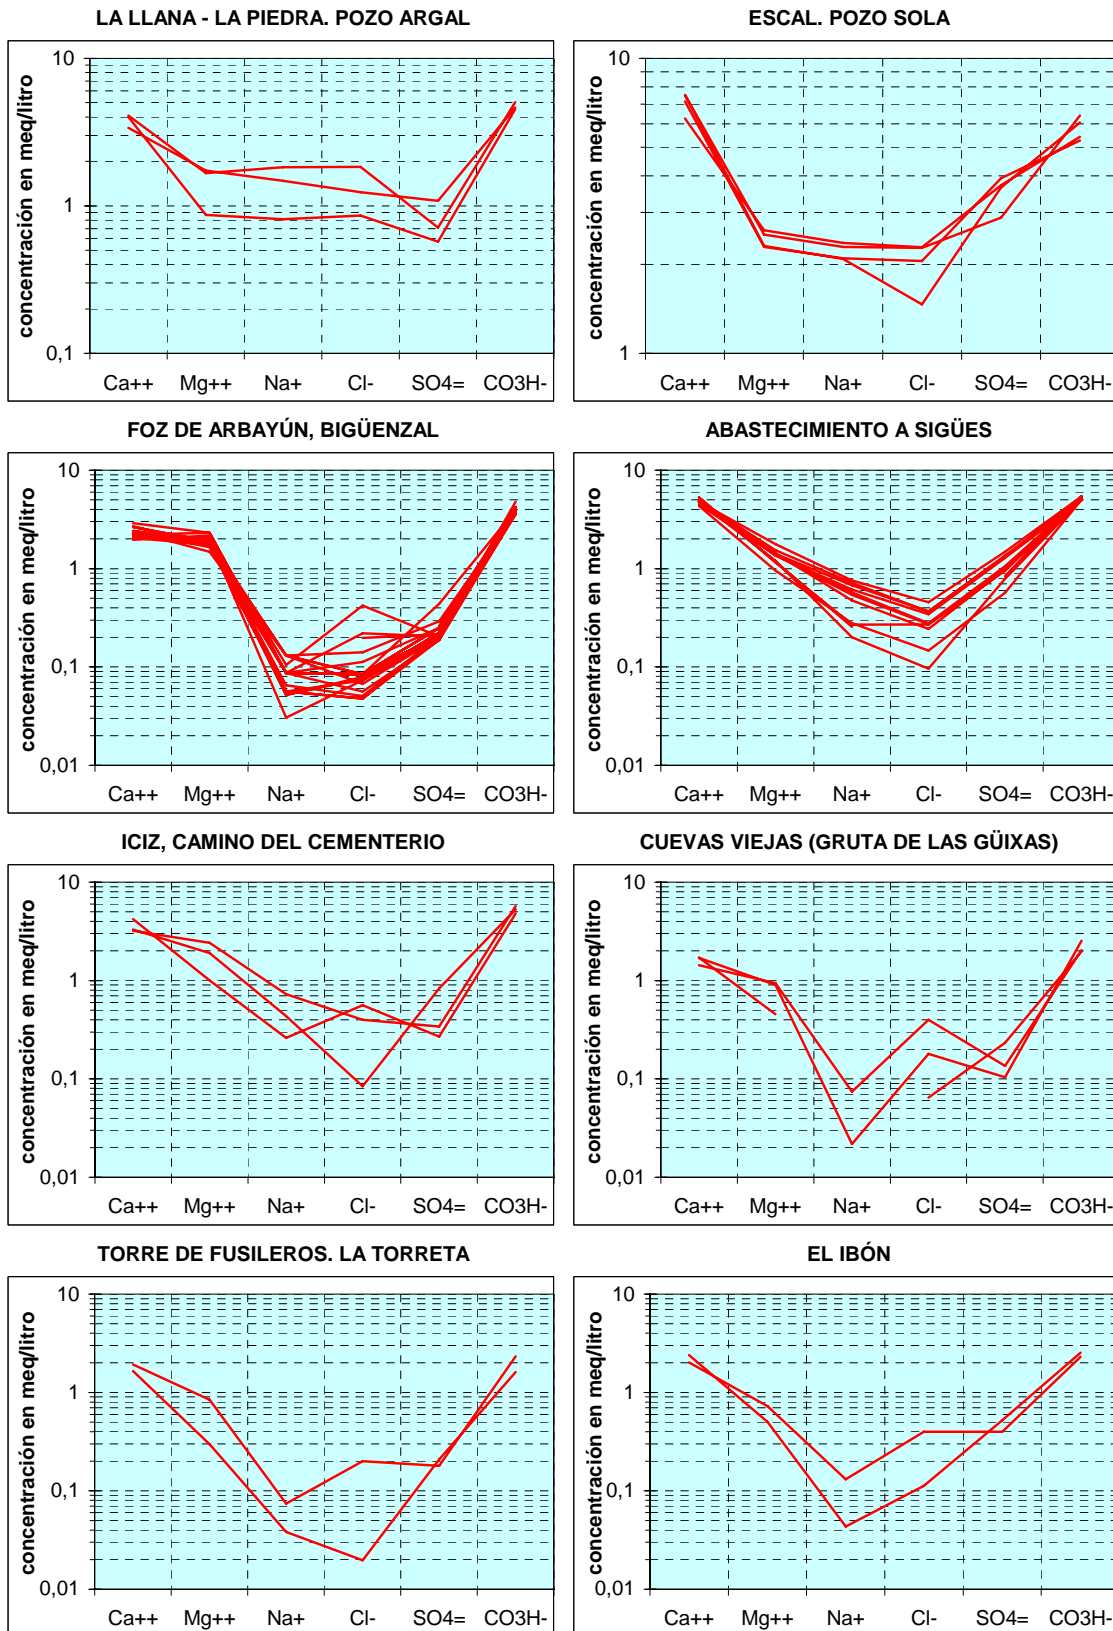 LA LLANA - LA PIEDRA. POZO ARGAL
concentración en meq/litro
10
1
0,1
Ca++ Mg++ Na+ Cl- SO4= CO3H-
ESCAL. POZO SOLA
concentración en meq/litro
10
1
Ca++ Mg++ Na+ Cl- SO4= CO3H-
FOZ DE ARBAYÚN, BIGÜENZAL
concentración en meq/litro
10
1
0,1
0,01
Ca++ Mg++ Na+ Cl- SO4= CO3H-
ABASTECIMIENTO A SIGÜES
concentración en meq/litro
10
1
0,1
0,01
Ca++ Mg++ Na+ Cl- SO4= CO3H-
ICIZ, CAMINO DEL CEMENTERIO
concentración en meq/litro
10
1
0,1
0,01
Ca++ Mg++ Na+ Cl- SO4= CO3H-
CUEVAS VIEJAS (GRUTA DE LAS GÜIXAS)
concentración en meq/litro
10
1
0,1
0,01
Ca++ Mg++ Na+ Cl- SO4= CO3H-
TORRE DE FUSILEROS. LA TORRETA
concentración en meq/litro
10
1
0,1
0,01
Ca++ Mg++ Na+ Cl- SO4= CO3H-
EL IBÓN
concentración en meq/litro
10
1
0,1
0,01
Ca++ Mg++ Na+ Cl- SO4= CO3H-